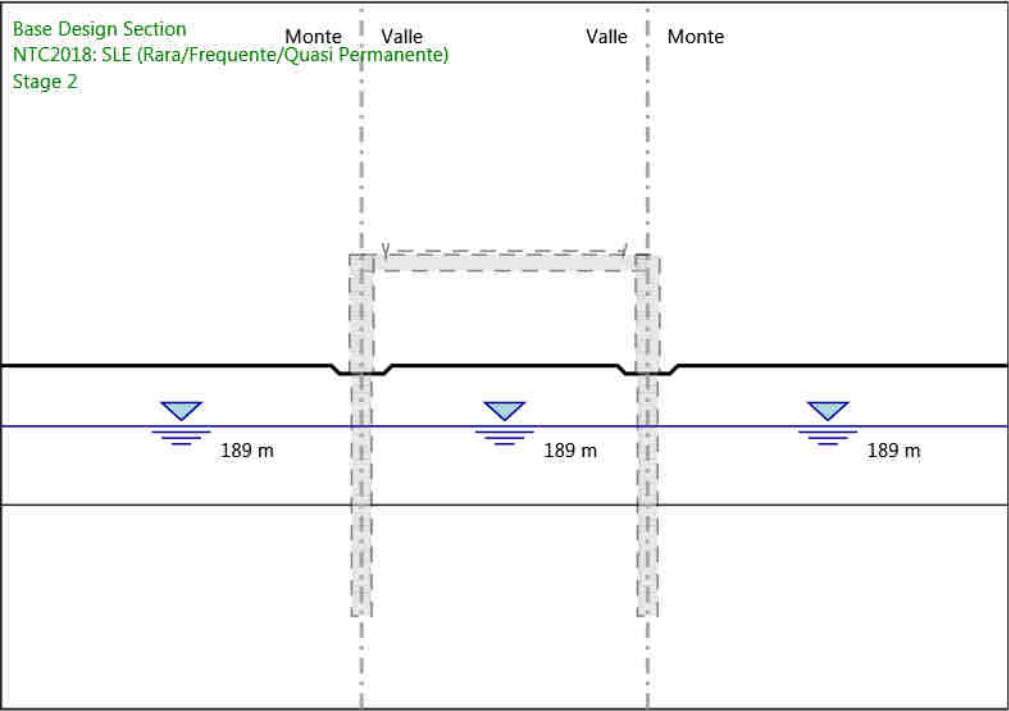 Base Design Section
Monte Valle Valle Monte
NTC2018: SLE (Rara/Frequente/Quasi Permanente)
Stage 2
189 m 189 m 189 m